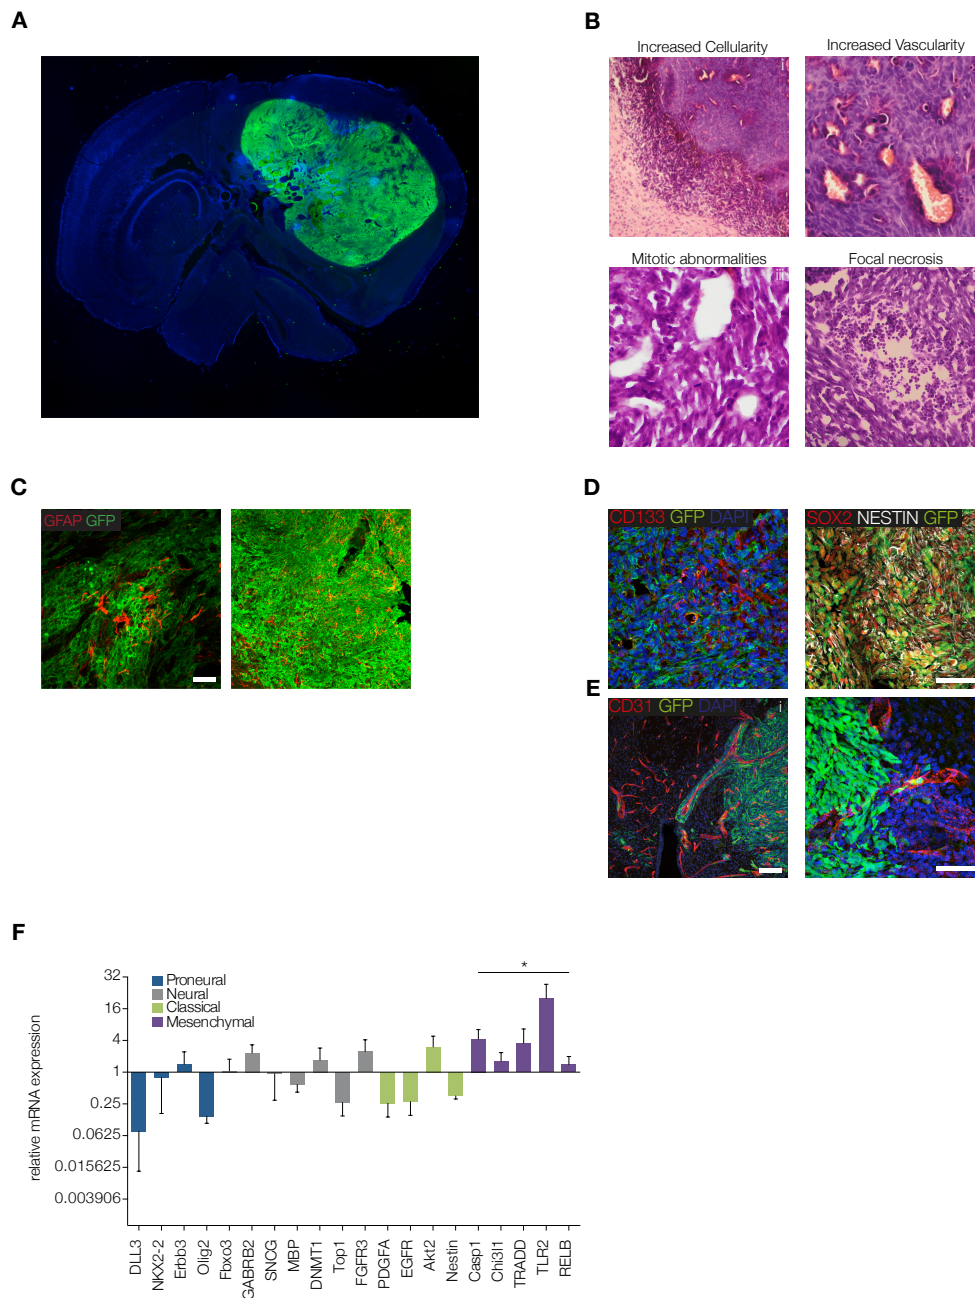 A
B
Increased Cellularity
Increased Vascularity
i
Mitotic abnormalities
Focal necrosis
C
D
GFAP GFP
CD133 GFP DAPI
SOX2 NESTIN GFP
E
CD31 GFP DAPI
i
F
relative mRNA expression
32
16
4
1
0.25
0.0625
0.015625
0.003906
Proneural
Neural
Classical
Mesenchymal
*
DLL3
NKX2-2
Erbb3
Olig2
Fbxo3
GABRB2
SNCG
MBP
DNMT1
Top1
FGFR3
PDGFA
EGFR
Akt2
Nestin
Casp1
Chi3l1
TRADD
TLR2
RELB